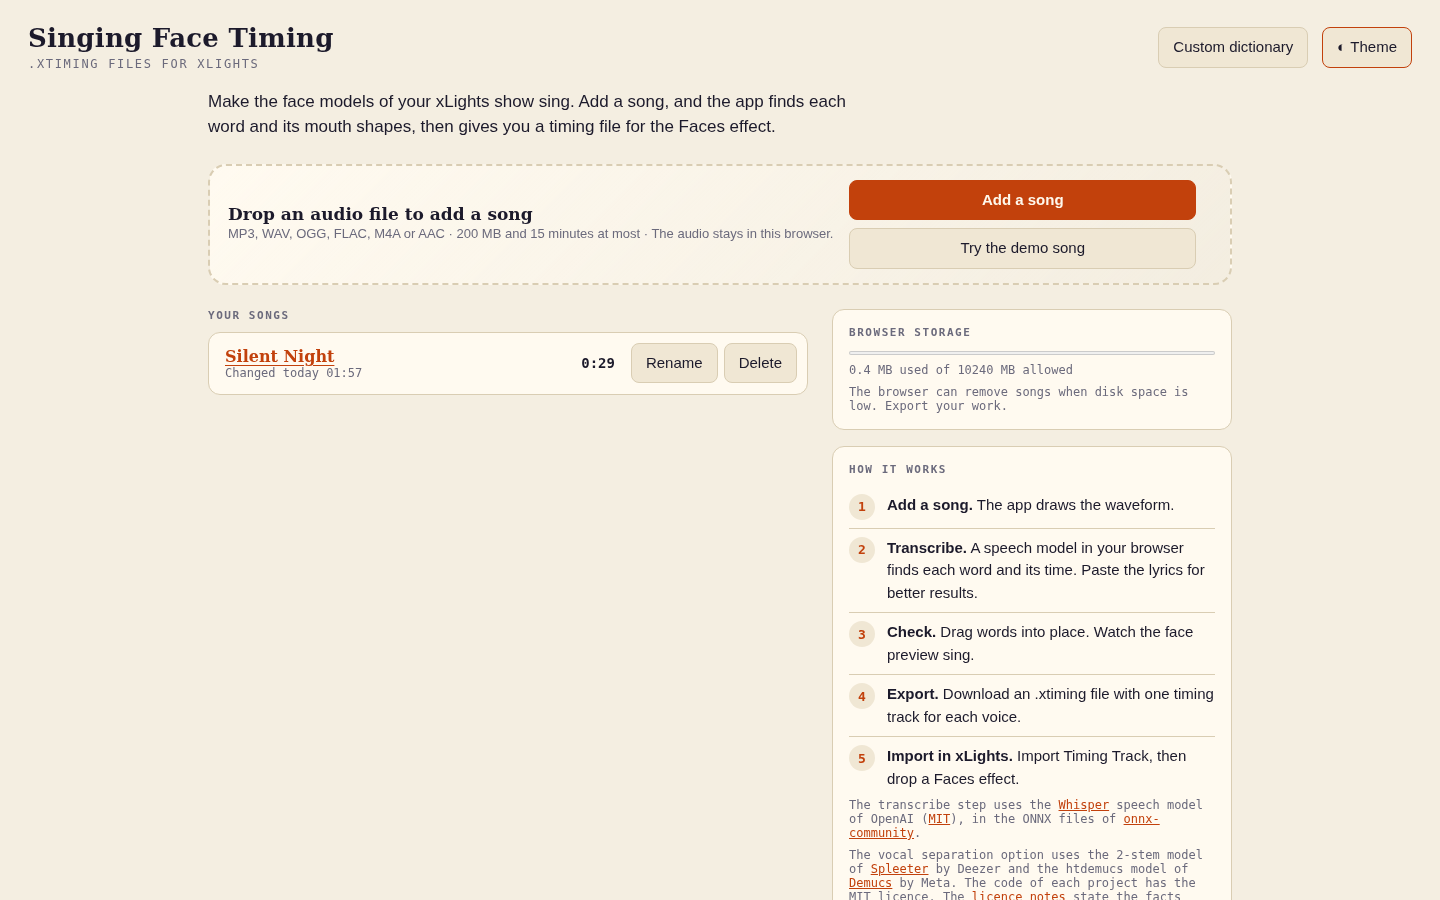 Singing Face Timing
.XTIMING FILES FOR XLIGHTS
Custom dictionary
Theme
Make the face models of your xLights show sing. Add a song, and the app finds each
word and its mouth shapes, then gives you a timing file for the Faces effect.
Drop an audio file to add a song
MP3, WAV, OGG, FLAC, M4A or AAC · 200 MB and 15 minutes at most · The audio stays in this browser.
Add a song
Try the demo song
YOUR SONGS
Silent Night
Changed today 01:57
0:29
Rename
Delete
BROWSER STORAGE
0.4 MB used of 10240 MB allowed
The browser can remove songs when disk space is
low. Export your work.
HOW IT WORKS
1 Add a song. The app draws the waveform.
2 Transcribe. A speech model in your browser
finds each word and its time. Paste the lyrics for
better results.
3 Check. Drag words into place. Watch the face
preview sing.
4 Export. Download an .xtiming file with one timing
track for each voice.
5 Import in xLights. Import Timing Track, then
drop a Faces effect.
The transcribe step uses the Whisper speech model
of OpenAI (MIT), in the ONNX files of onnx-
community.
The vocal separation option uses the 2-stem model
of Spleeter by Deezer and the htdemucs model of
Demucs by Meta. The code of each project has the
MIT licence. The licence notes state the facts